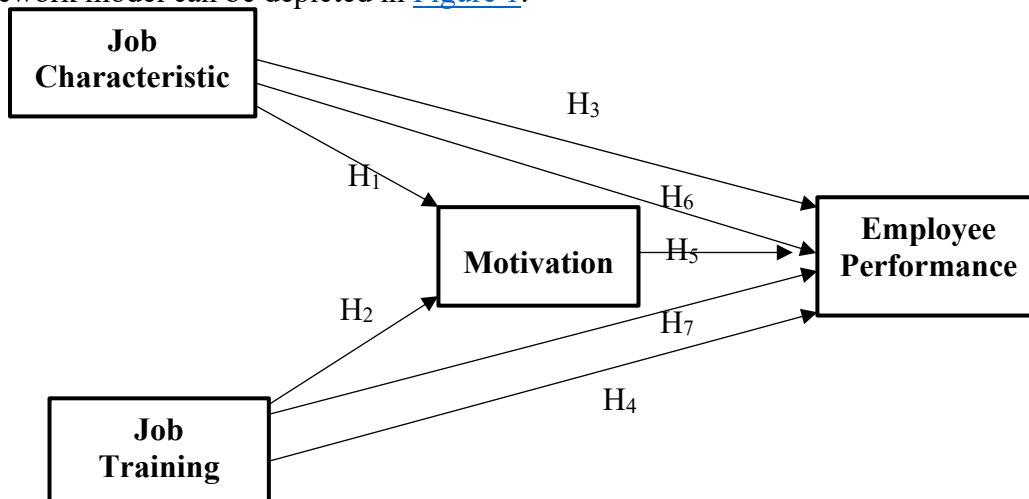 ework model can be depicted in Figure 1.
Job
Characteristic
H3
H1
H6
Employee
Performance
Motivation
H5
H2
H7
H4
Job
Training